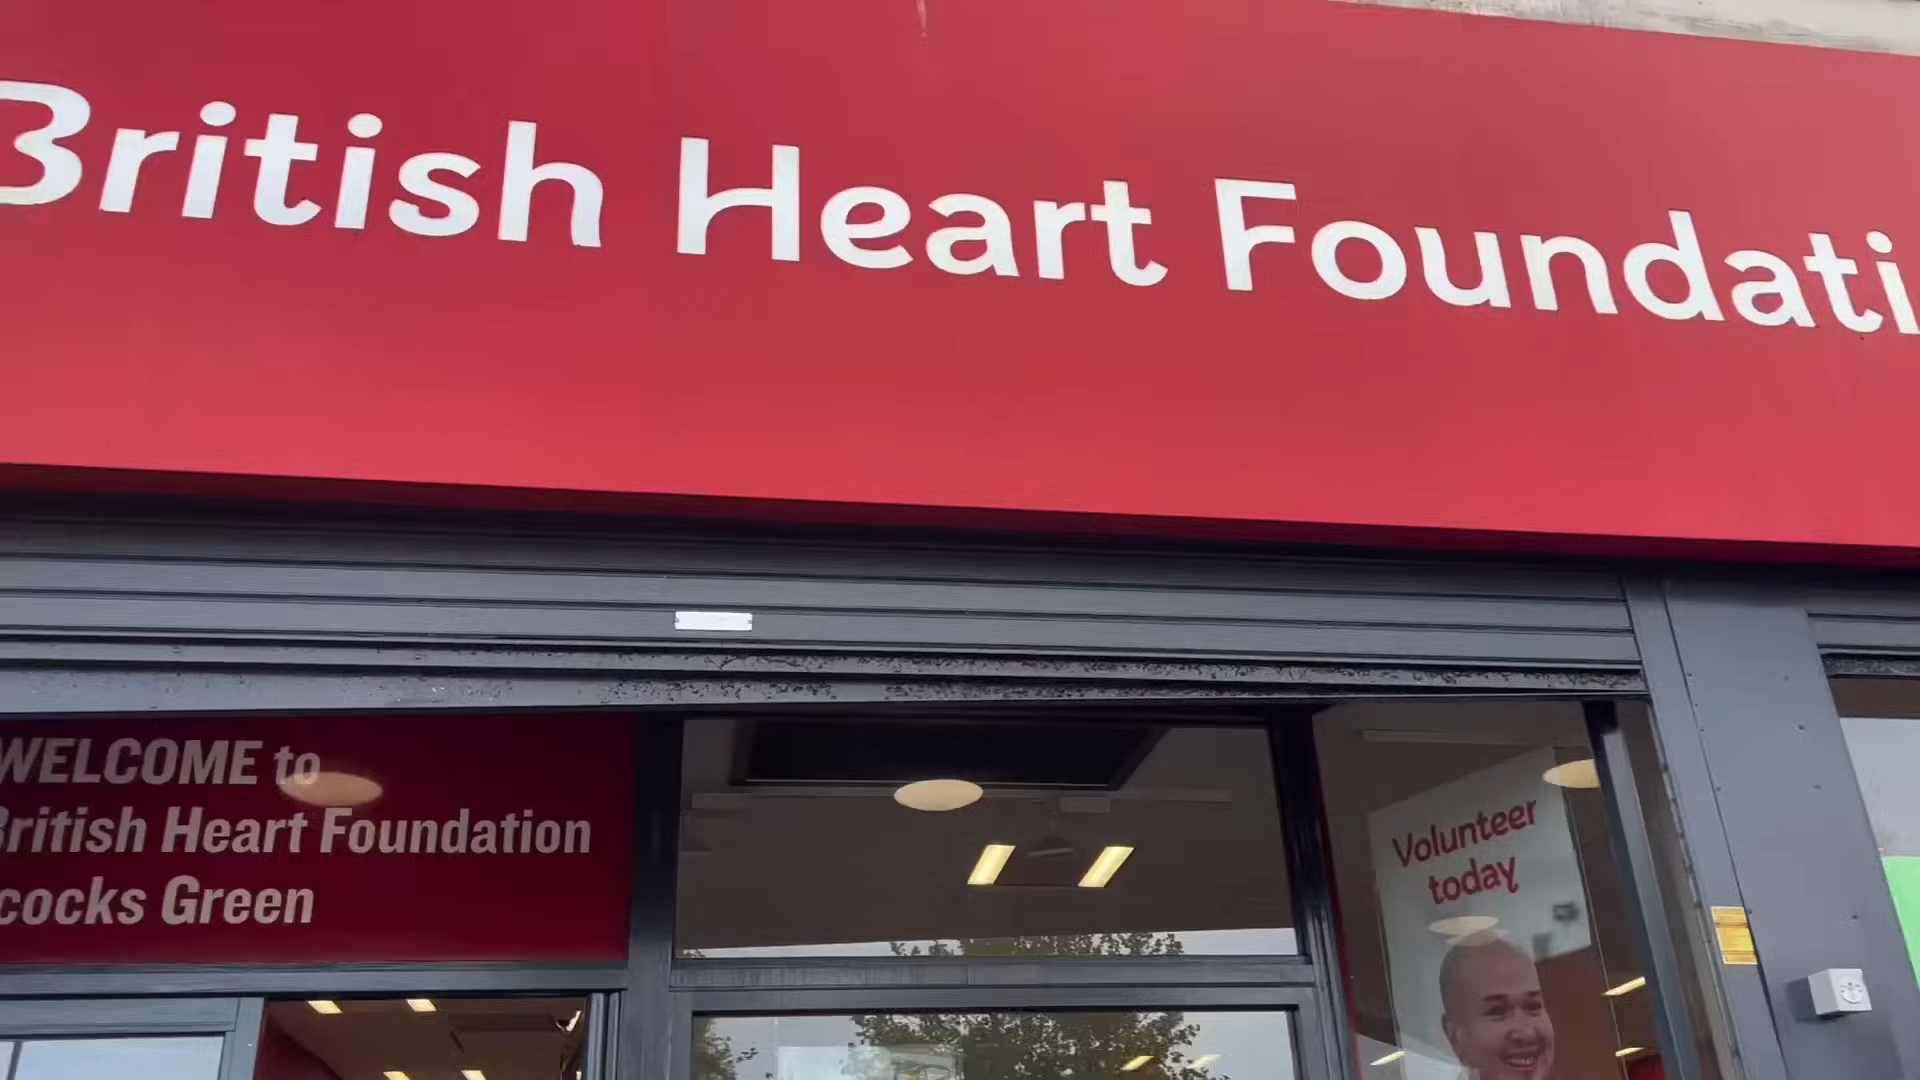 British Heart Foundati
WELCOME to
British Heart Foundation
cocks Green
Volunteer
today